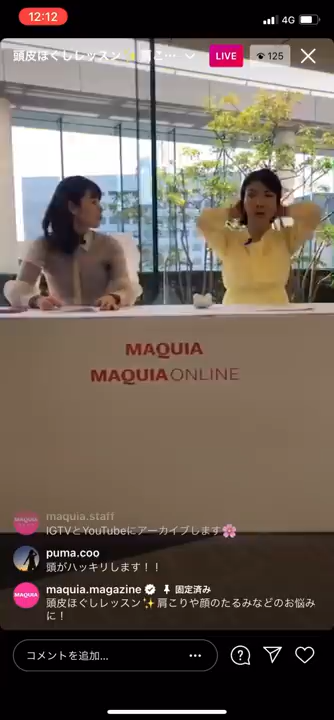 12:12
4G
頭皮ほぐしレッスン✨肩こ…
LIVE
125
MAQUIA
MAQUIA ONLINE
maquia.staff
IGTVとYouTubeにアーカイブします🌸
puma.coo
頭がハッキリします！！
maquia.magazine 固定済み
頭皮ほぐしレッスン✨肩こりや顔のたるみなどのお悩み
に！
コメントを追加...